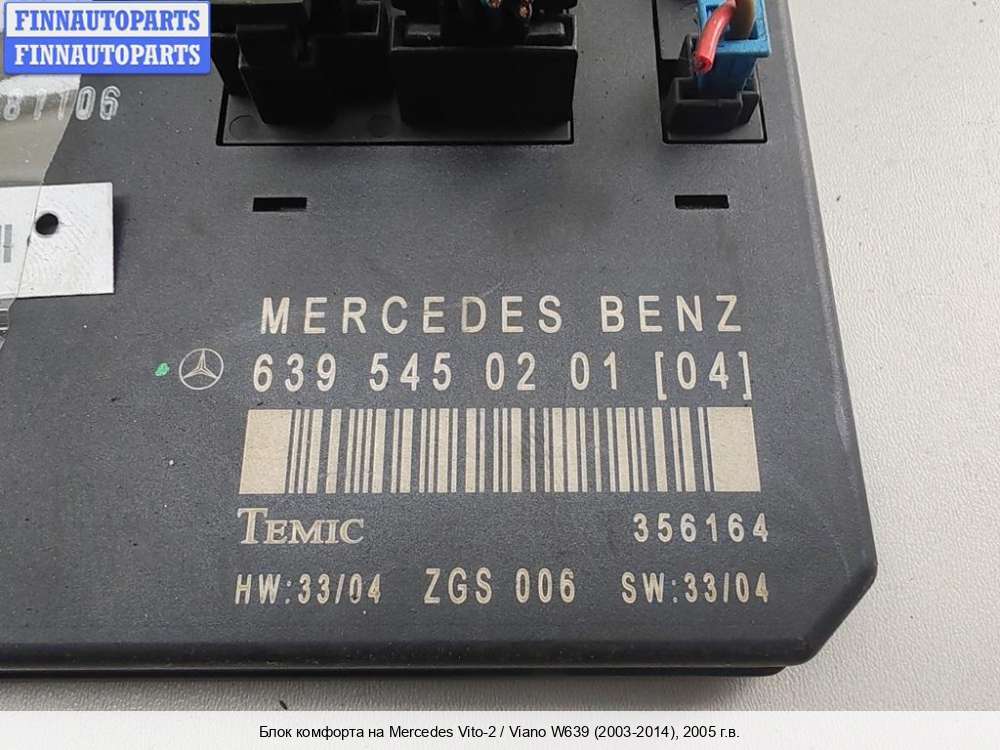 FINNAUTOPARTS
FINNAUTOPARTS
81106
MERCEDES BENZ
639 545 02 01 [04]
TEMIC
356164
HW:33/04 ZGS 006 SW:33/04
Блок комфорта на Mercedes Vito-2 / Viano W639 (2003-2014), 2005 г.в.